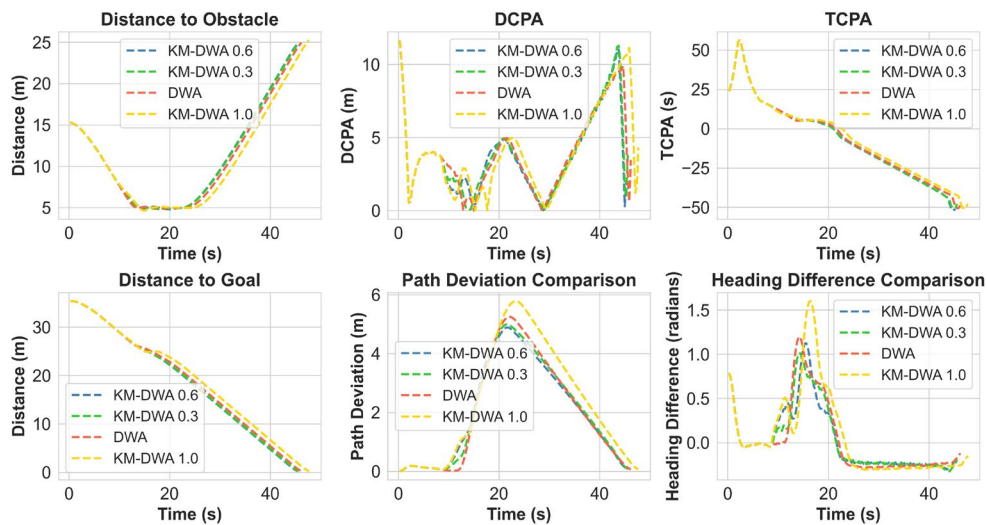 Distance to Obstacle
DCPA
TCPA
Distance (m)
25
20
15
10
5
KM-DWA 0.6
KM-DWA 0.3
DWA
KM-DWA 1.0
0
20
40
Time (s)
DCPA (m)
10
5
0
KM-DWA 0.6
KM-DWA 0.3
DWA
KM-DWA 1.0
0
20
40
Time (s)
TCPA (s)
50
25
0
−25
−50
KM-DWA 0.6
KM-DWA 0.3
DWA
KM-DWA 1.0
0
20
40
Time (s)
Distance to Goal
Path Deviation Comparison
Heading Difference Comparison
Distance (m)
30
20
10
0
KM-DWA 0.6
KM-DWA 0.3
DWA
KM-DWA 1.0
0
20
40
Time (s)
Path Deviation (m)
6
4
2
0
KM-DWA 0.6
KM-DWA 0.3
DWA
KM-DWA 1.0
0
20
40
Time (s)
Heading Difference (radians)
1.5
1.0
0.5
0.0
KM-DWA 0.6
KM-DWA 0.3
DWA
KM-DWA 1.0
0
20
40
Time (s)